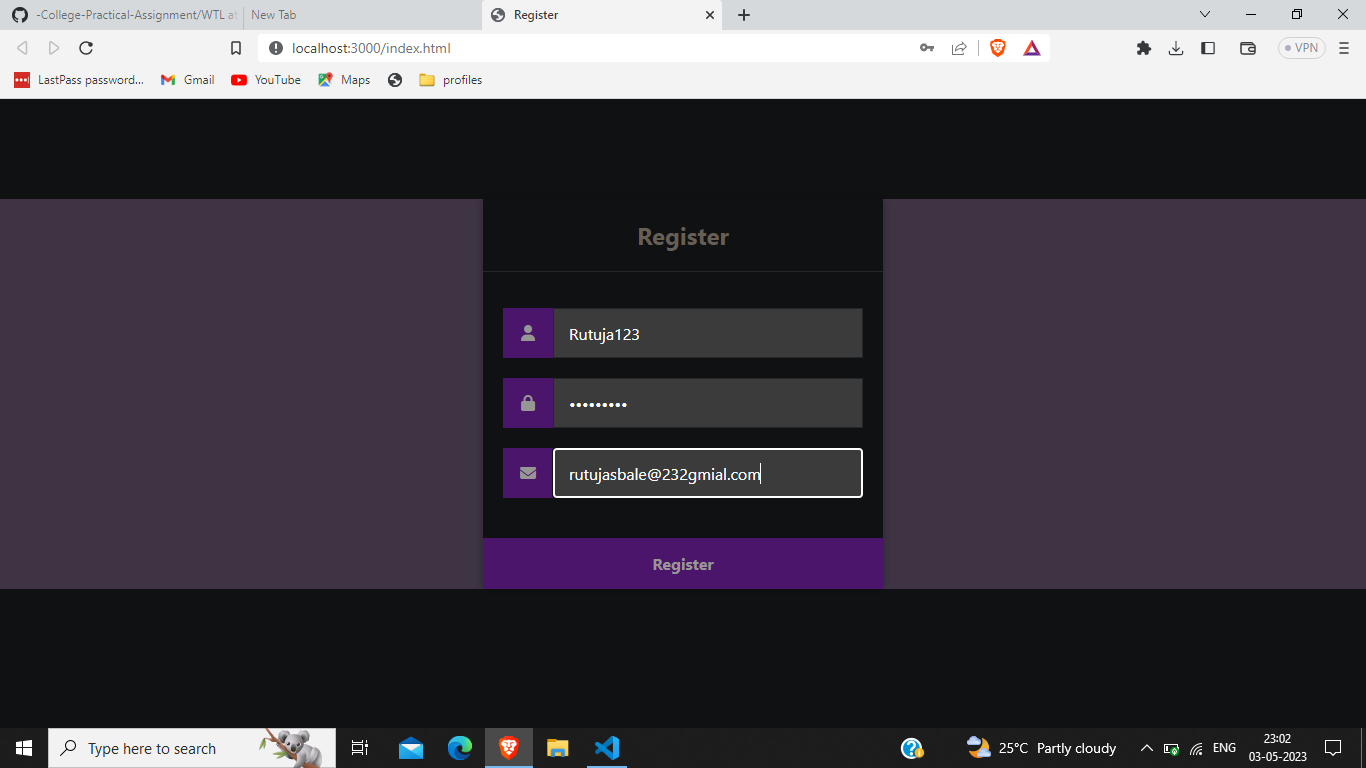 -College-Practical-Assignment/WTL at
New Tab
Register
localhost:3000/index.html
VPN
LastPass password...
Gmail
YouTube
Maps
profiles
Register
Rutuja123
•••••••••
rutujasbale@232gmial.com
Register
Type here to search
25°C Partly cloudy
ENG
23:02
03-05-2023